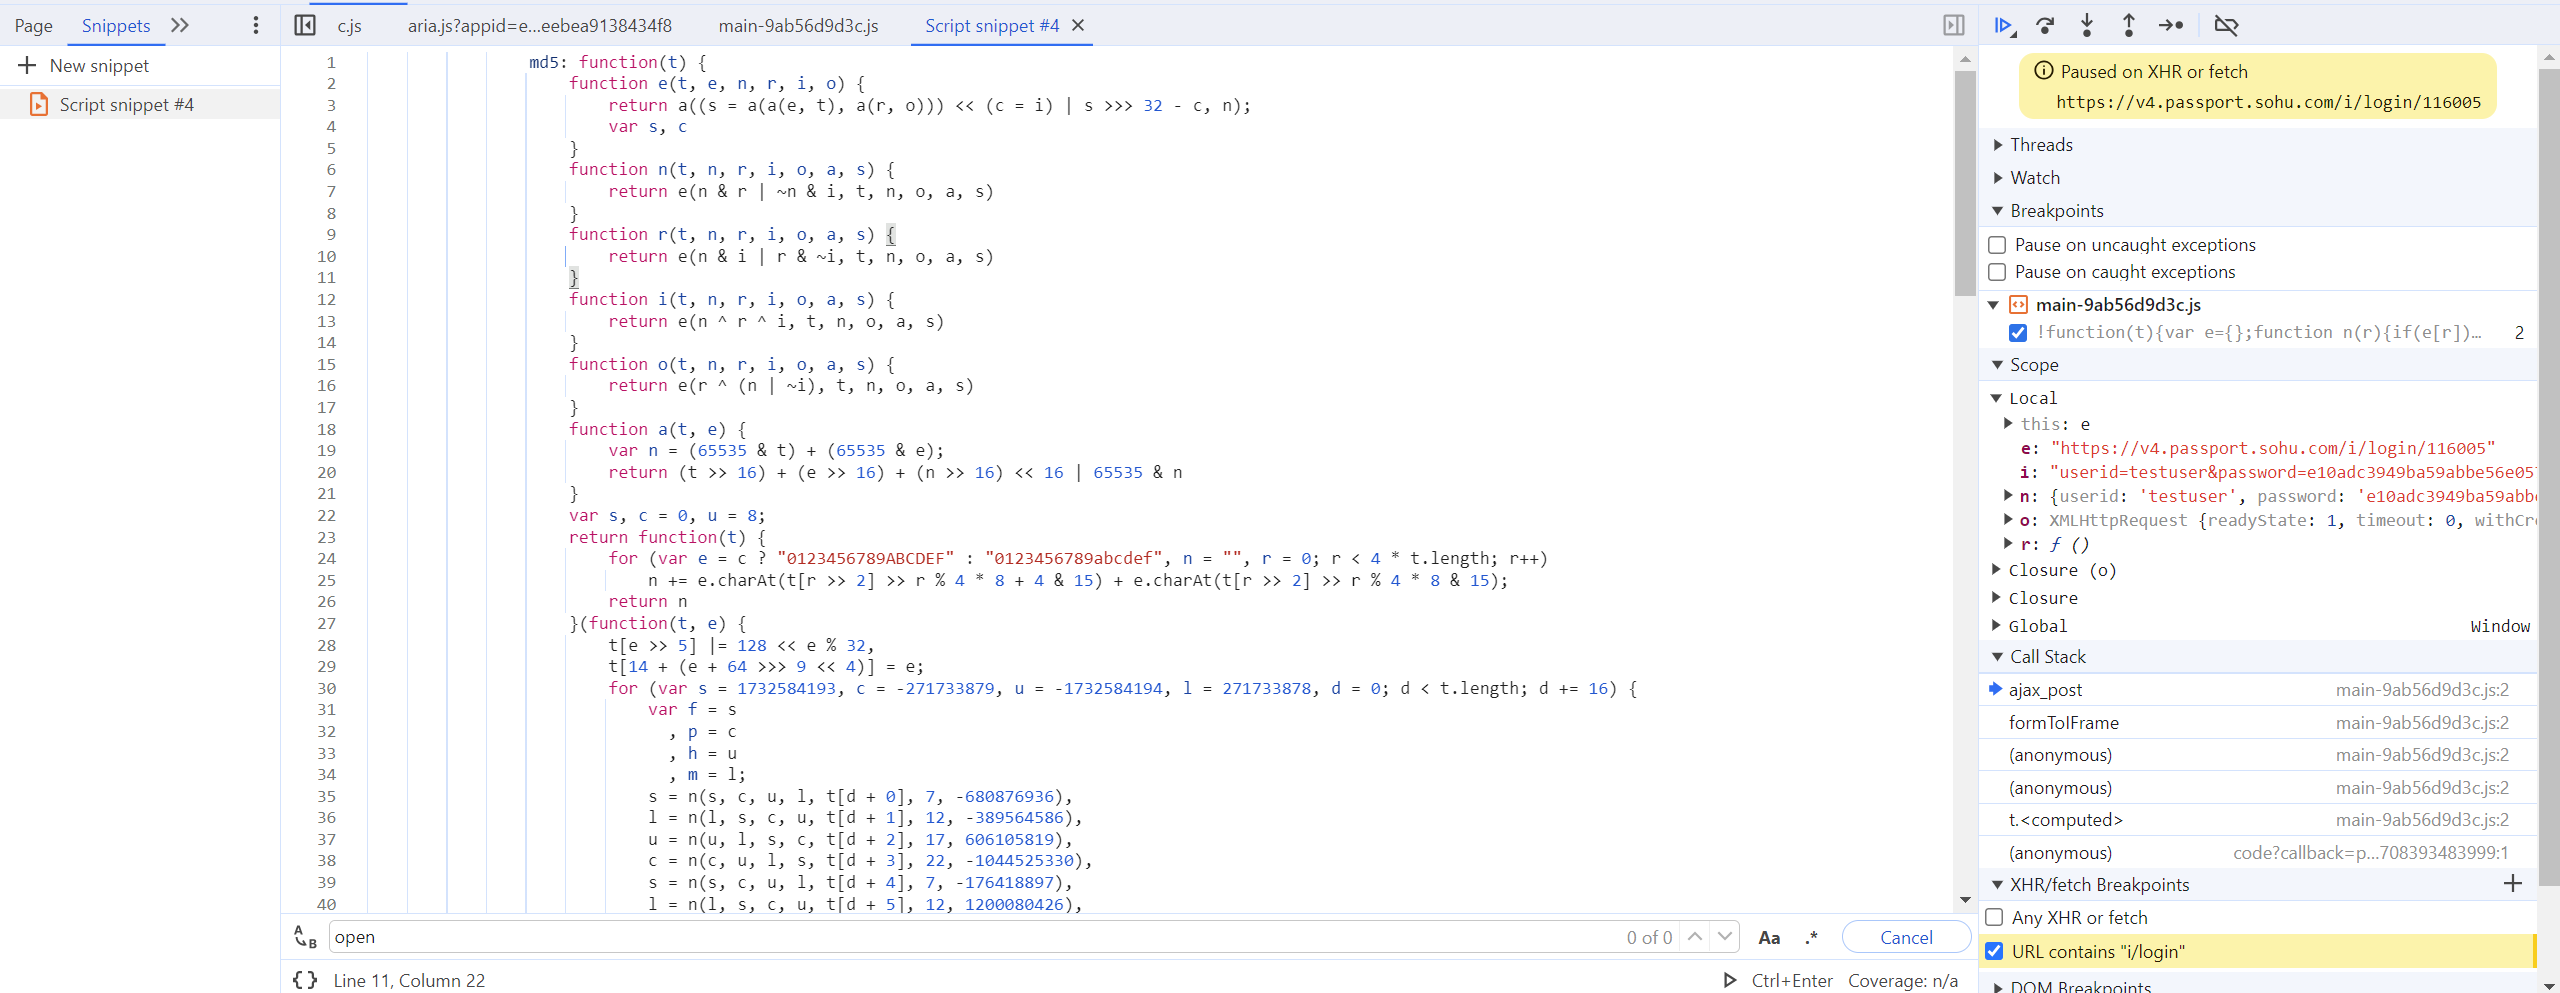 Page Snippets
New snippet
Script snippet #4
c.js aria.js?appid=e...eebea9138434f8 main-9ab56d9d3c.js Script snippet #4
1 md5: function(t) {
2 function e(t, e, n, r, i, o) {
3 return a((s = a(a(e, t), a(r, o))) << (c = i) | s >>> 32 - c, n);
4 var s, c
5 }
6 function n(t, n, r, i, o, a, s) {
7 return e(n & r | ~n & i, t, n, o, a, s)
8 }
9 function r(t, n, r, i, o, a, s) {
10 return e(n & i | r & ~i, t, n, o, a, s)
11 }
12 function i(t, n, r, i, o, a, s) {
13 return e(n ^ r ^ i, t, n, o, a, s)
14 }
15 function o(t, n, r, i, o, a, s) {
16 return e(r ^ (n | ~i), t, n, o, a, s)
17 }
18 function a(t, e) {
19 var n = (65535 & t) + (65535 & e);
20 return (t >> 16) + (e >> 16) + (n >> 16) << 16 | 65535 & n
21 }
22 var s, c = 0, u = 8;
23 return function(t) {
24 for (var e = c ? "0123456789ABCDEF" : "0123456789abcdef", n = "", r = 0; r < 4 * t.length; r++)
25 n += e.charAt(t[r >> 2] >> r % 4 * 8 + 4 & 15) + e.charAt(t[r >> 2] >> r % 4 * 8 & 15);
26 return n
27 }(function(t, e) {
28 t[e >> 5] |= 128 << e % 32,
29 t[14 + (e + 64 >>> 9 << 4)] = e;
30 for (var s = 1732584193, c = -271733879, u = -1732584194, l = 271733878, d = 0; d < t.length; d += 16) {
31 var f = s
32 , p = c
33 , h = u
34 , m = l;
35 s = n(s, c, u, l, t[d + 0], 7, -680876936),
36 l = n(l, s, c, u, t[d + 1], 12, -389564586),
37 u = n(u, l, s, c, t[d + 2], 17, 606105819),
38 c = n(c, u, l, s, t[d + 3], 22, -1044525330),
39 s = n(s, c, u, l, t[d + 4], 7, -176418897),
40 l = n(l, s, c, u, t[d + 5], 12, 1200080426),
A B open 0 of 0 Aa .* Cancel
{} Line 11, Column 22 Ctrl+Enter Coverage: n/a
Paused on XHR or fetch
https://v4.passport.sohu.com/i/login/116005
Threads
Watch
Breakpoints
Pause on uncaught exceptions
Pause on caught exceptions
main-9ab56d9d3c.js
!function(t){var e={};function n(r){if(e[r])… 2
Scope
Local
this: e
e: "https://v4.passport.sohu.com/i/login/116005"
i: "userid=testuser&password=e10adc3949ba59abbe56e05
n: {userid: 'testuser', password: 'e10adc3949ba59abb
o: XMLHttpRequest {readyState: 1, timeout: 0, withCr
r: ƒ ()
Closure (o)
Closure
Global Window
Call Stack
ajax_post main-9ab56d9d3c.js:2
formToIFrame main-9ab56d9d3c.js:2
(anonymous) main-9ab56d9d3c.js:2
(anonymous) main-9ab56d9d3c.js:2
t.<computed> main-9ab56d9d3c.js:2
(anonymous) code?callback=p...708393483999:1
XHR/fetch Breakpoints
Any XHR or fetch
URL contains "i/login"
DOM Breakpoints